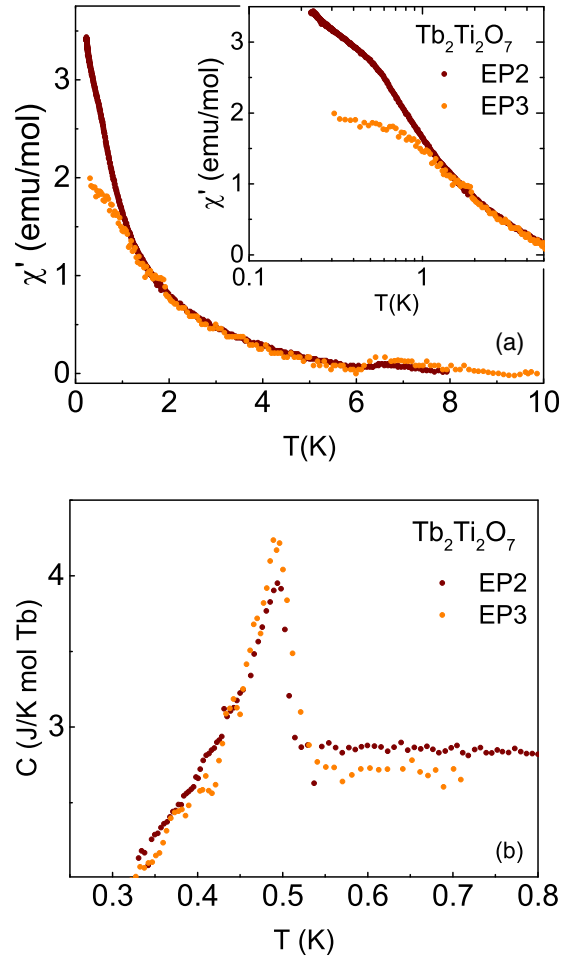 3
2
1
0
χ' (emu/mol)
0 2 4 6 8 10
T(K)
(a)
3
2
1
0
χ' (emu/mol)
0.1 1
T(K)
Tb₂Ti₂O₇
EP2
EP3
4
3
C (J/K mol Tb)
Tb₂Ti₂O₇
EP2
EP3
(b)
0.3 0.4 0.5 0.6 0.7 0.8
T (K)